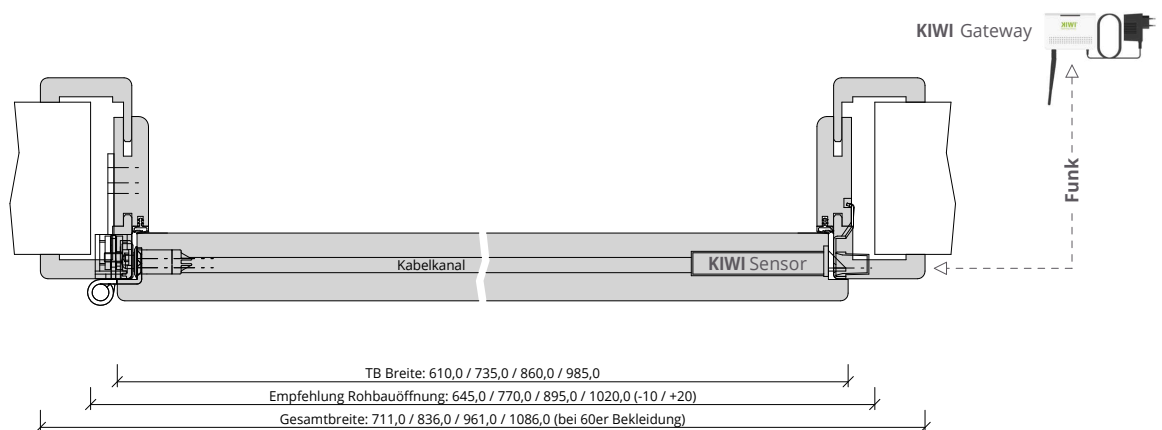 KIWI Gateway
KIWI
Funk
Kabelkanal
KIWI Sensor
TB Breite: 610,0 / 735,0 / 860,0 / 985,0
Empfehlung Rohbauöffnung: 645,0 / 770,0 / 895,0 / 1020,0 (-10 / +20)
Gesamtbreite: 711,0 / 836,0 / 961,0 / 1086,0 (bei 60er Bekleidung)